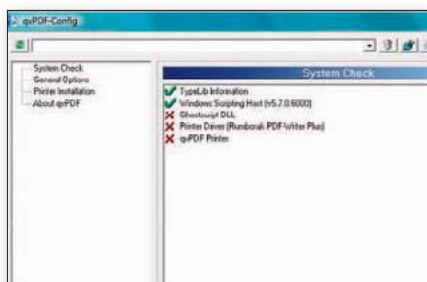 qvPDF-Config
System Check
General Options
Printer Installation
About qvPDF
System Check
TypeLib Information
Windows Scripting Host (v5.7.0.6000)
Ghostscript DLL
Printer Driver (Rumborak PDF-Writer Plus)
qvPDF Printer